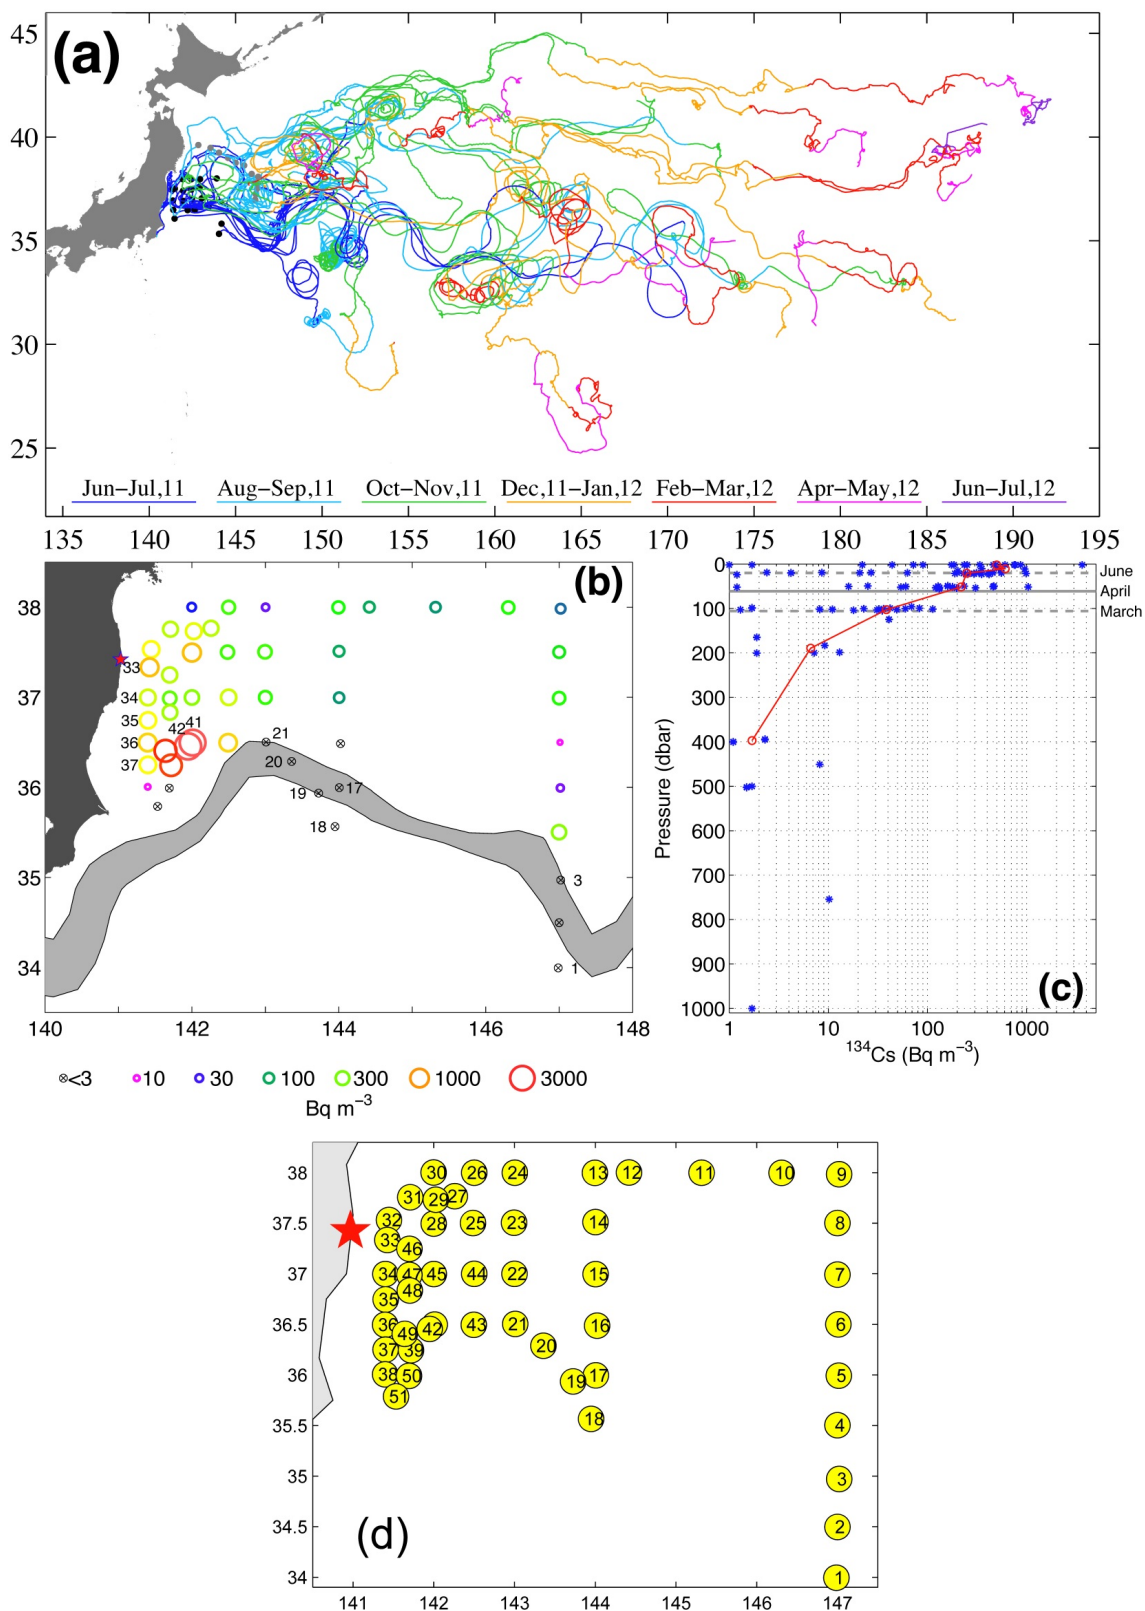 (a)
45
40
35
30
25
Jun−Jul,11 Aug−Sep,11 Oct−Nov,11 Dec,11−Jan,12 Feb−Mar,12 Apr−May,12 Jun−Jul,12
135 140 145 150 155 160 165 170 175 180 185 190 195
(b)
38
33
37
34
35
42 41
36
21
37
20
36
19
17
18
35
3
34
1
140 142 144 146 148
<3 10 30 100 300 1000 3000
Bq m−3
0
June
April
100
March
200
300
400
500
600
700
800
900
1000
Pressure (dbar)
(c)
1 10 100 1000
134Cs (Bq m−3)
38
30 26 24 13 12 11 10 9
31 29 27
37.5
32 28 25 23 14 8
33 46
37
34 47 45 44 22 15 7
35 48
36.5
36 49 42 43 21 16 6
37 39 20
36
38 50 19 17 5
51
35.5
18 4
35
3
34.5
(d)
2
34
1
141 142 143 144 145 146 147